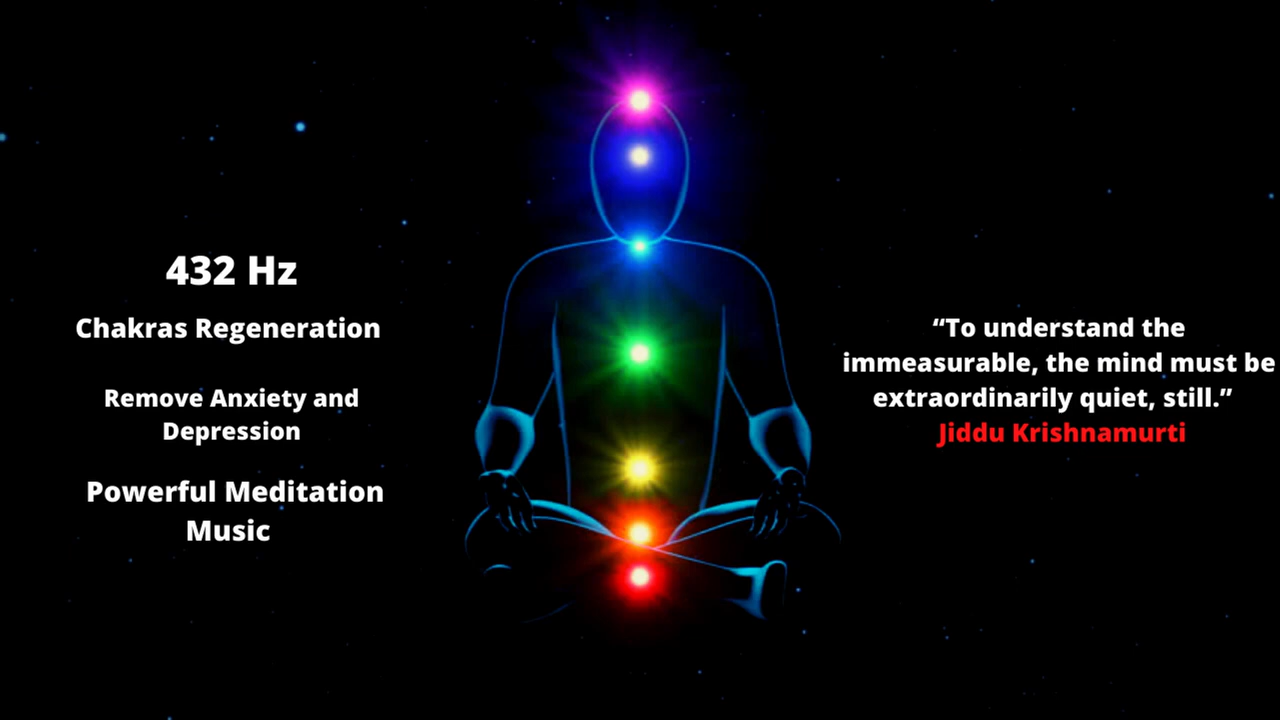 432 Hz
Chakras Regeneration
Remove Anxiety and
Depression
Powerful Meditation
Music
“To understand the
immeasurable, the mind must be
extraordinarily quiet, still.”
Jiddu Krishnamurti